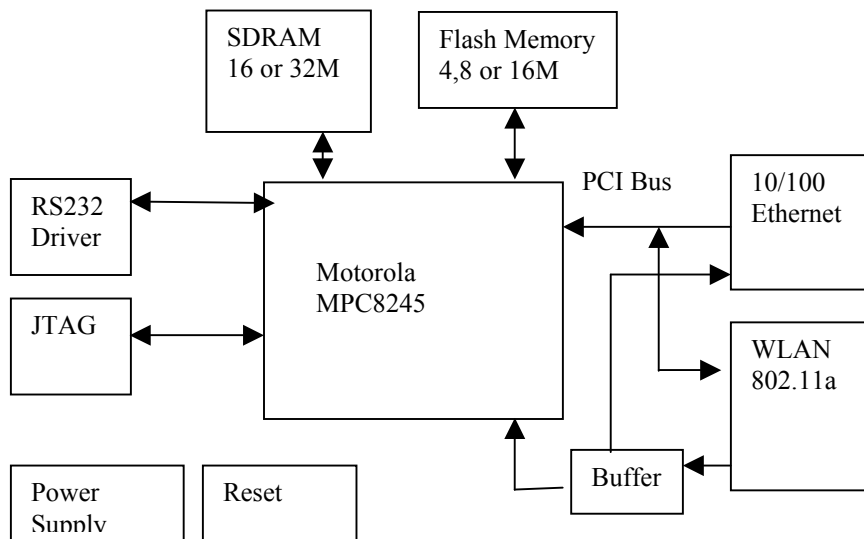 SDRAM
16 or 32M
Flash Memory
4,8 or 16M
PCI Bus
10/100
Ethernet
RS232
Driver
Motorola
MPC8245
JTAG
WLAN
802.11a
Buffer
Power
Supply
Reset